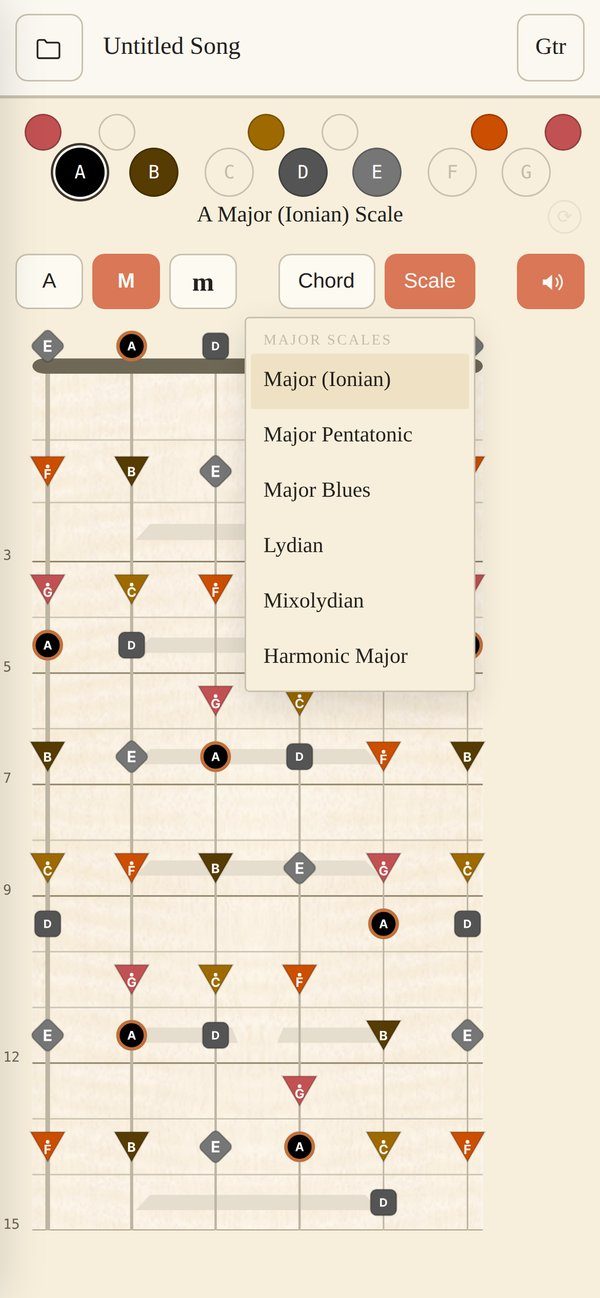 Untitled Song Gtr
A B C D E F G
A Major (Ionian) Scale
A M m Chord Scale
E A D
MAJOR SCALES
Major (Ionian)
F B E
Major Pentatonic
Major Blues
3
Lydian
G C F
Mixolydian
A D
Harmonic Major
5
G C
B E A D F B
7
C F B E G C
9
D A D
G C F
E A D B E
12
G
F B E A C F
D
15